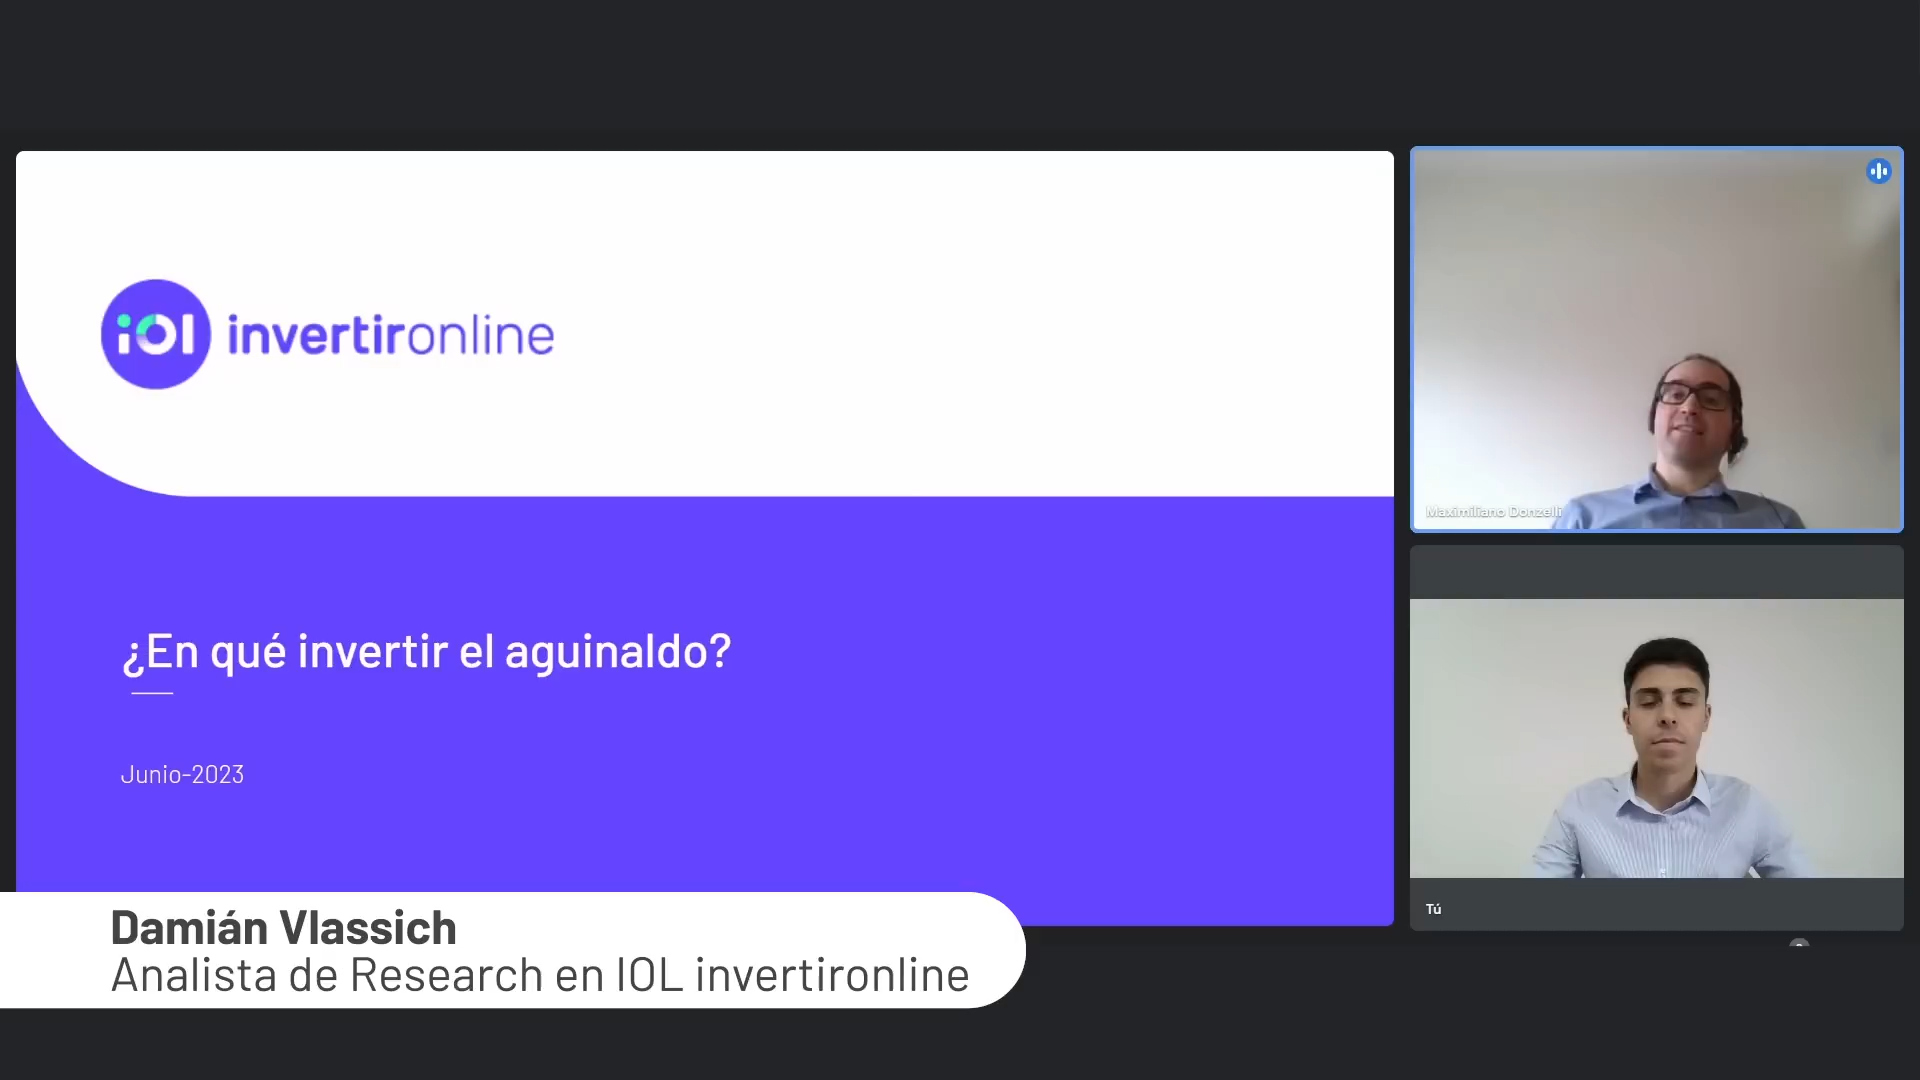 iol invertironline
¿En qué invertir el aguinaldo?
Junio-2023
Maximiliano Donzelli
Tú
Damián Vlassich
Analista de Research en IOL invertironline